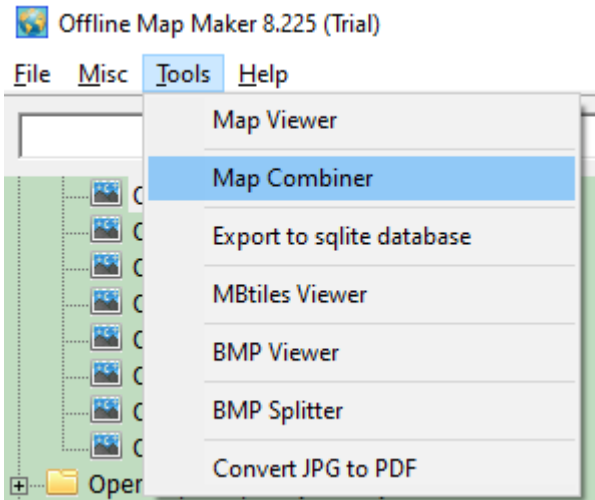 Offline Map Maker 8.225 (Trial)
File Misc Tools Help
Map Viewer
Map Combiner
Export to sqlite database
MBtiles Viewer
BMP Viewer
BMP Splitter
Convert JPG to PDF